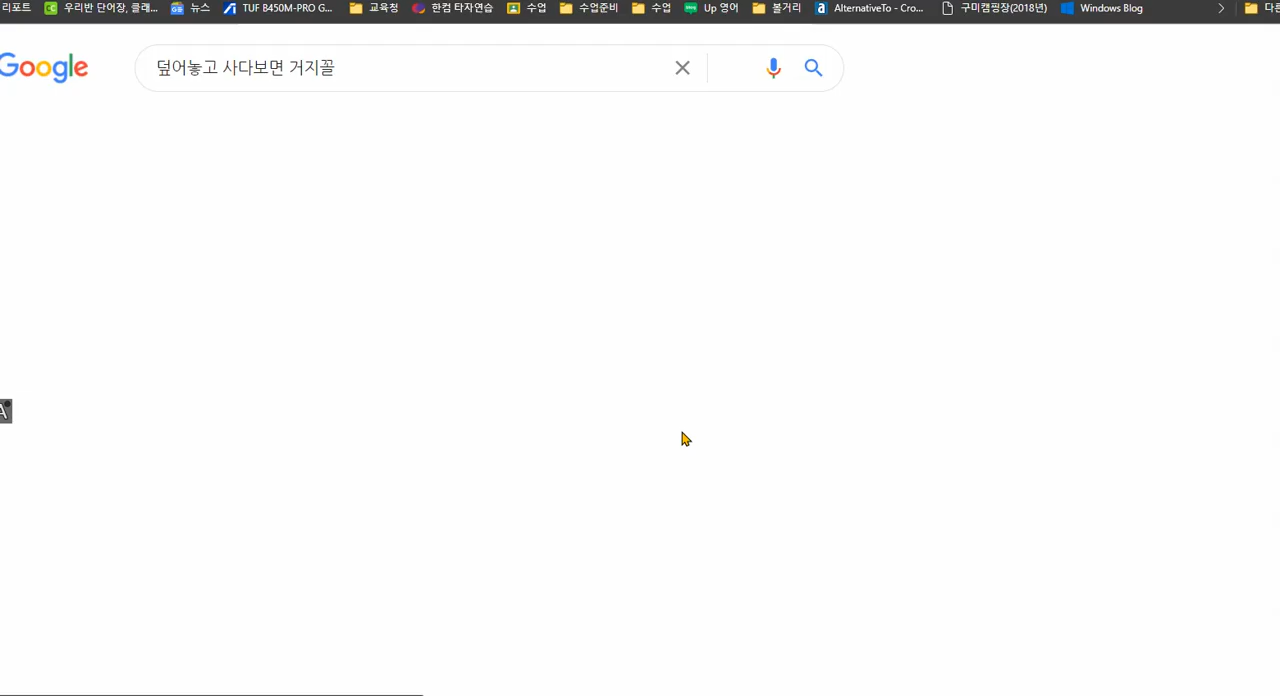 리포트 우리반 단어장, 클래... 뉴스 TUF B450M-PRO G... 교육청 한컴 타자연습 수업 수업준비 수업 Up 영어 볼거리 AlternativeTo - Cro... 구미캠핑장(2018년) Windows Blog 다른
Google 덮어놓고 사다보면 거지꼴
A